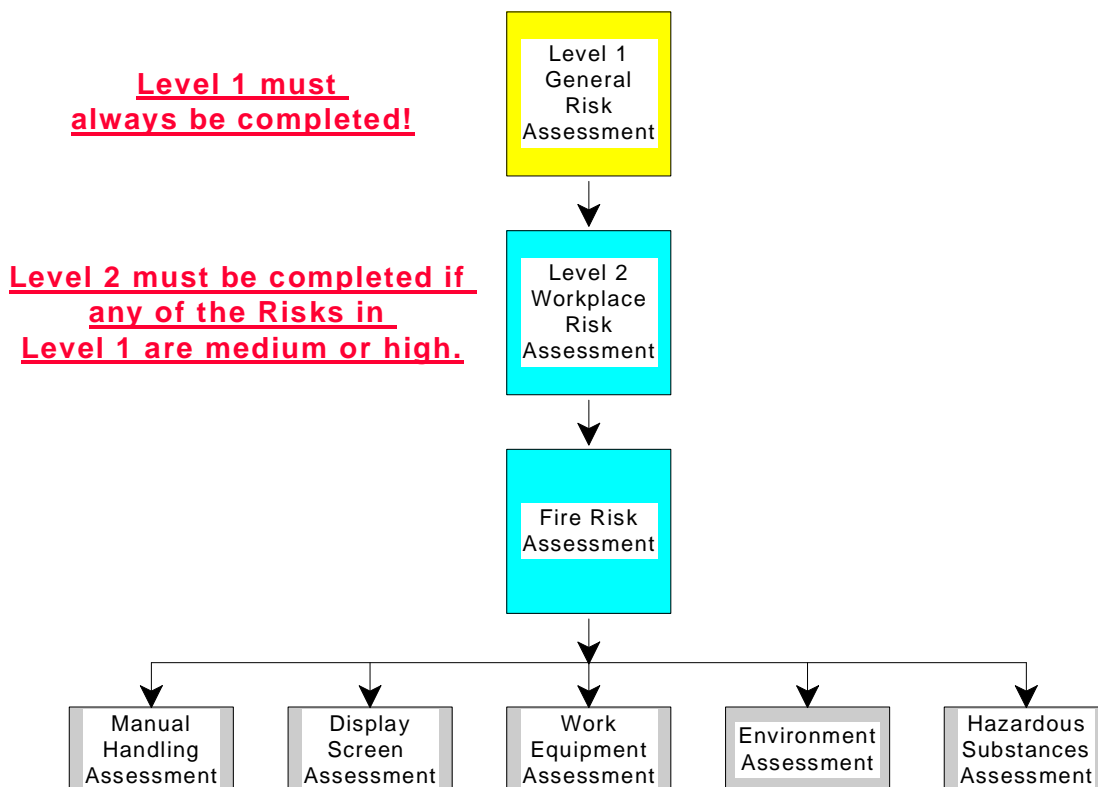 Level 1
General
Risk
Assessment
Level 1 must
always be completed!
Level 2
Workplace
Risk
Assessment
Level 2 must be completed if
any of the Risks in
Level 1 are medium or high.
Fire Risk
Assessment
Manual
Handling
Assessment
Display
Screen
Assessment
Work
Equipment
Assessment
Environment
Assessment
Hazardous
Substances
Assessment